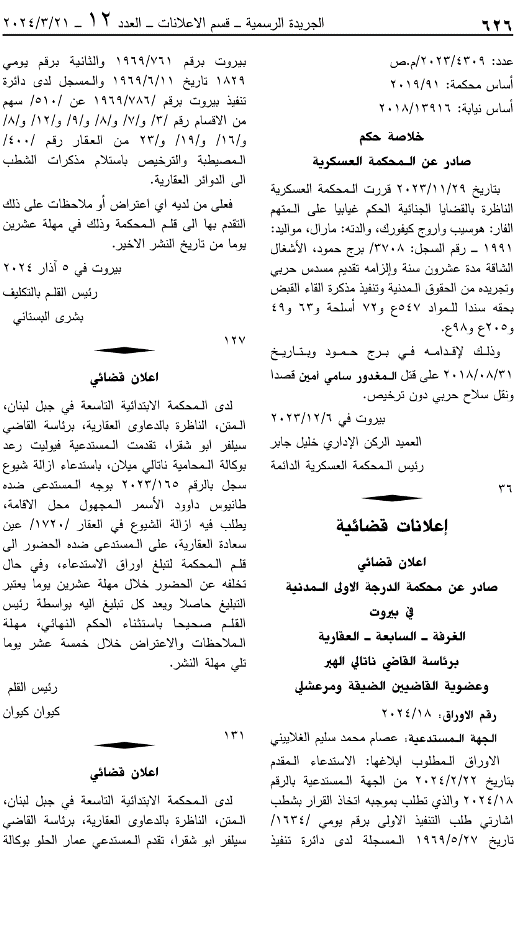 ٦٢٦
الجريدة الرسمية ــ قسم الاعلانات ــ العدد ١٢ ــ ٢٠٢٤/٣/٢١
عدد: ٢٠٢٣/٤٣٠٩/م.ص
أساس محكمة: ٢٠١٩/٩١
أساس نيابة: ٢٠١٨/١٣٩١٦
خلاصة حكم
صادر عن المحكمة العسكرية
بتاريخ ٢٠٢٣/١١/٢٩ قررت المحكمة العسكرية
الناظرة بالقضايا الجنائية الحكم غيابيا على المتهم
الفار: هوسيب واروج كيفورك، والدته: مارال، مواليد:
١٩٩١ ــ رقم السجل: ٣٧٠٨/ برج حمود، الأشغال
الشاقة مدة عشرون سنة وإلزامه تقديم مسدس حربي
وتجريده من الحقوق المدنية وتنفيذ مذكرة القاء القبض
بحقه سندا للمواد ٥٤٧ع و٧٢ أسلحة و٦٣ و٤٩
و٢٠٥ع و٩٨ع.
وذلك لإقدامه في برج حمود وبتاريخ
٢٠١٨/٠٨/٣١ على قتل المغدور سامي امين قصدا
ونقل سلاح حربي دون ترخيص.
بيروت في ٢٠٢٣/١٢/٦
العميد الركن الإداري خليل جابر
رئيس المحكمة العسكرية الدائمة
٣٦
إعلانات قضائية
اعلان قضائي
صادر عن محكمة الدرجة الاولى المدنية
في بيروت
الغرفة ــ السابعة ــ العقارية
برئاسة القاضي ناتالي الهبر
وعضوية القاضيين الضيقة ومرعشلي
رقم الاوراق: ٢٠٢٤/١٨
الجهة المستدعية: عصام محمد سليم الغلاييني
الاوراق المطلوب ابلاغها: الاستدعاء المقدم
بتاريخ ٢٠٢٤/٢/٢٢ من الجهة المستدعية بالرقم
٢٠٢٤/١٨ والذي تطلب بموجبه اتخاذ القرار بشطب
اشارتي طلب التنفيذ الاولى برقم يومي /١٦٣٤/
تاريخ ١٩٦٩/٥/٢٧ المسجلة لدى دائرة تنفيذ
بيروت برقم ١٩٦٩/٧٦١ والثانية برقم يومي
١٨٢٩ تاريخ ١٩٦٩/٦/١١ والمسجل لدى دائرة
تنفيذ بيروت برقم ١٩٦٩/٧٨٦/ عن /٥١٠/ سهم
من الاقسام رقم /٣/ و/٧/ و/٨/ و/٩/ و/١٢/ و/٨/
و/١٦/ و/١٩/ و/٢٣ من العقار رقم /٤٠٠/
المصيطبة والترخيص باستلام مذكرات الشطب
الى الدوائر العقارية.
فعلى من لديه اي اعتراض أو ملاحظات على ذلك
التقدم بها الى قلم المحكمة وذلك في مهلة عشرين
يوما من تاريخ النشر الاخير.
بيروت في ٥ آذار ٢٠٢٤
رئيس القلم بالتكليف
بشرى البستاني
١٢٧
اعلان قضائي
لدى المحكمة الابتدائية التاسعة في جبل لبنان،
المتن، الناظرة بالدعاوى العقارية، برئاسة القاضي
سيلفر ابو شقرا، تقدمت المستدعية فيوليت رعد
بوكالة المحامية ناتالي ميلان، باستدعاء ازالة شيوع
سجل بالرقم ٢٠٢٣/١٦٥ بوجه المستدعى ضده
طانيوس داوود الأسمر المجهول محل الاقامة،
يطلب فيه ازالة الشيوع في العقار /١٧٢٠/ عين
سعادة العقارية، على المستدعى ضده الحضور الى
قلم المحكمة لتبلغ اوراق الاستدعاء، وفي حال
تخلفه عن الحضور خلال مهلة عشرين يوما يعتبر
التبليغ حاصلا ويعد كل تبليغ اليه بواسطة رئيس
القلم صحيحا باستثناء الحكم النهائي، مهلة
الملاحظات والاعتراض خلال خمسة عشر يوما
تلي مهلة النشر.
رئيس القلم
كيوان كيوان
١٣١
اعلان قضائي
لدى المحكمة الابتدائية التاسعة في جبل لبنان،
المتن، الناظرة بالدعاوى العقارية، برئاسة القاضي
سيلفر ابو شقرا، تقدم المستدعي عمار الحلو بوكالة